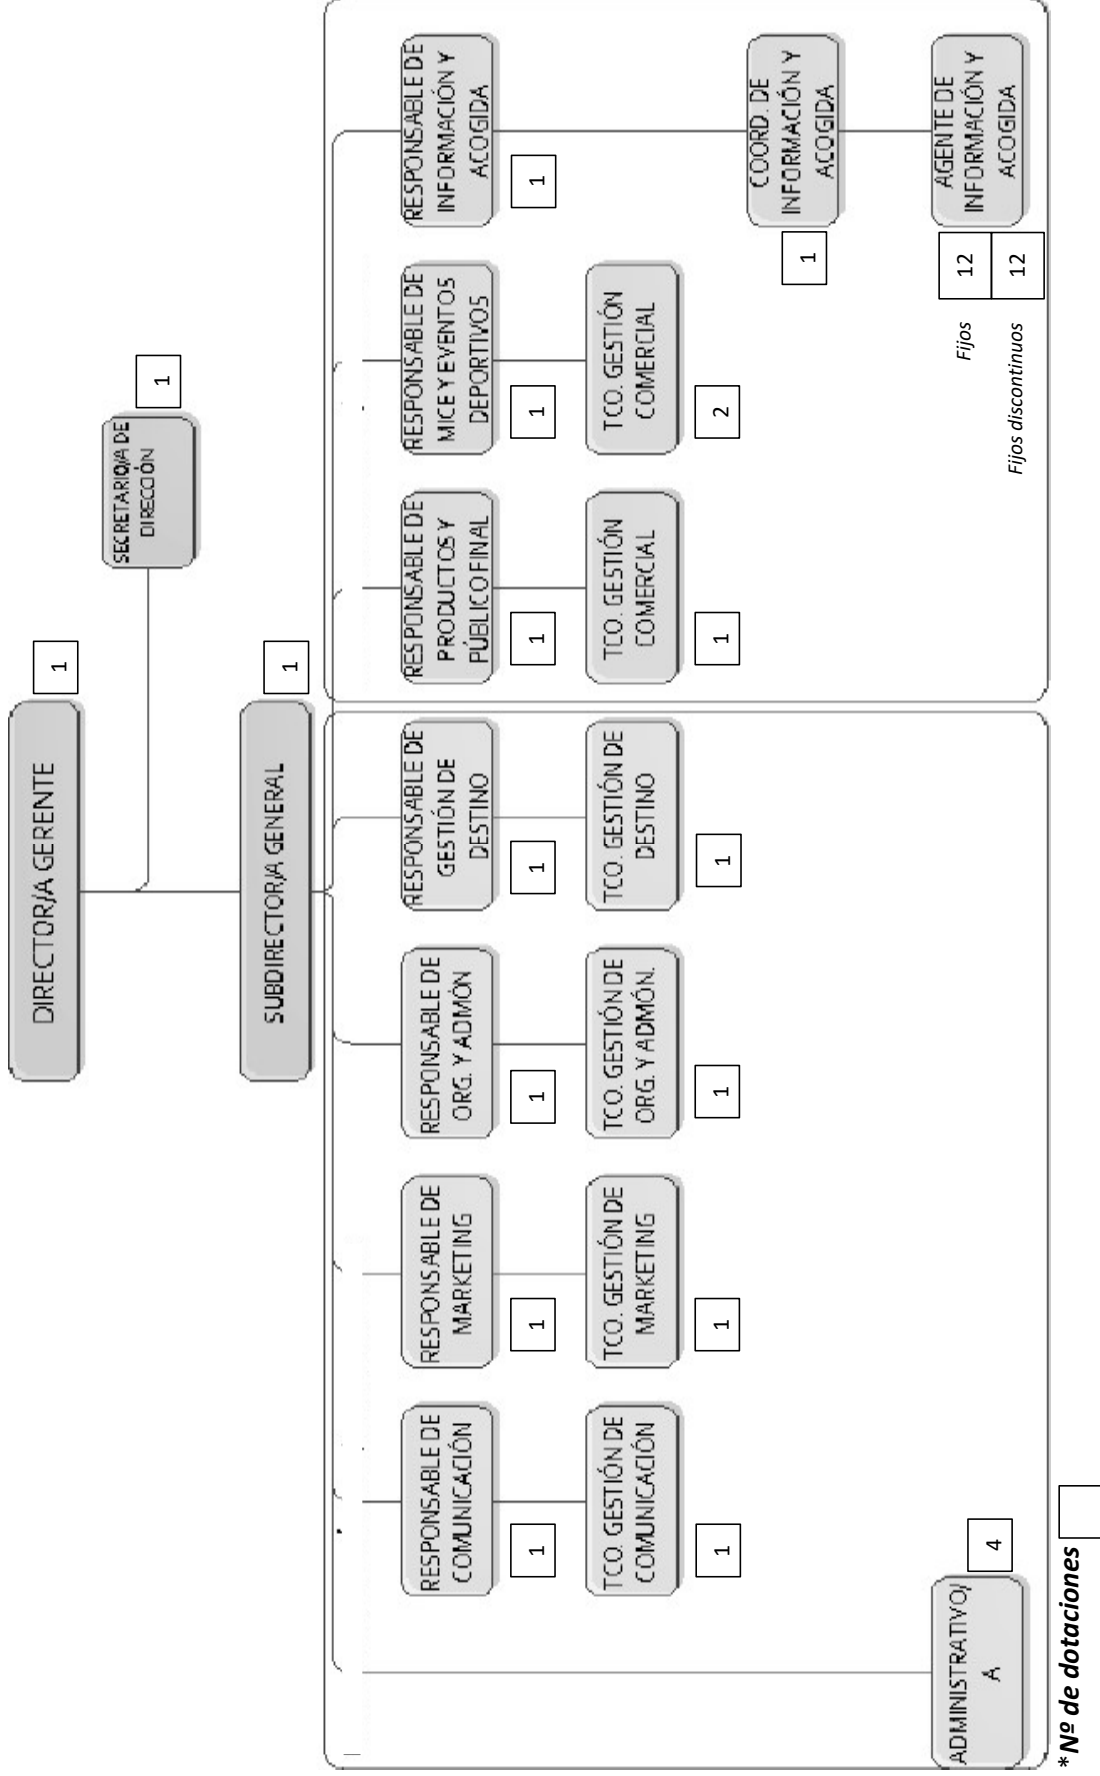 DIRECTOR/A GERENTE
1
SECRETARIO/A DE
DIRECCIÓN
1
SUBDIRECTOR/A GENERAL
1
RESPONSABLE DE
COMUNICACIÓN
1
RESPONSABLE DE
MARKETING
1
RESPONSABLE DE
ORG. Y ADMÓN
1
RESPONSABLE DE
GESTIÓN DE
DESTINO
1
RESPONSABLE DE
PRODUCTOS Y
PÚBLICO FINAL
1
RESPONSABLE DE
MICE Y EVENTOS
DEPORTIVOS
1
RESPONSABLE DE
INFORMACIÓN Y
ACOGIDA
1
TCO. GESTIÓN DE
COMUNICACIÓN
1
TCO. GESTIÓN DE
MARKETING
1
TCO. GESTIÓN DE
ORG. Y ADMÓN.
1
TCO. GESTIÓN DE
DESTINO
1
TCO. GESTIÓN
COMERCIAL
1
TCO. GESTIÓN
COMERCIAL
2
COORD. DE
INFORMACIÓN Y
ACOGIDA
1
ADMINISTRATIVO/
A
4
AGENTE DE
INFORMACIÓN Y
ACOGIDA
Fijos 12
Fijos discontinuos 12
*Nº de dotaciones